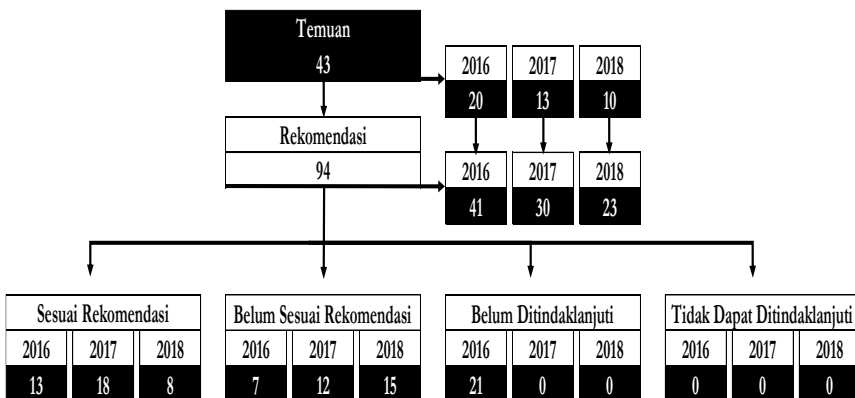 Temuan
43
2016 2017 2018
20 13 10
Rekomendasi
94
2016 2017 2018
41 30 23
Sesuai Rekomendasi
2016 2017 2018
13 18 8
Belum Sesuai Rekomendasi
2016 2017 2018
7 12 15
Belum Ditindaklanjuti
2016 2017 2018
21 0 0
Tidak Dapat Ditindaklanjuti
2016 2017 2018
0 0 0